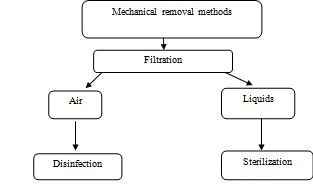 Mechanical removal methods
Filtration
Air
Liquids
Disinfection
Sterilization